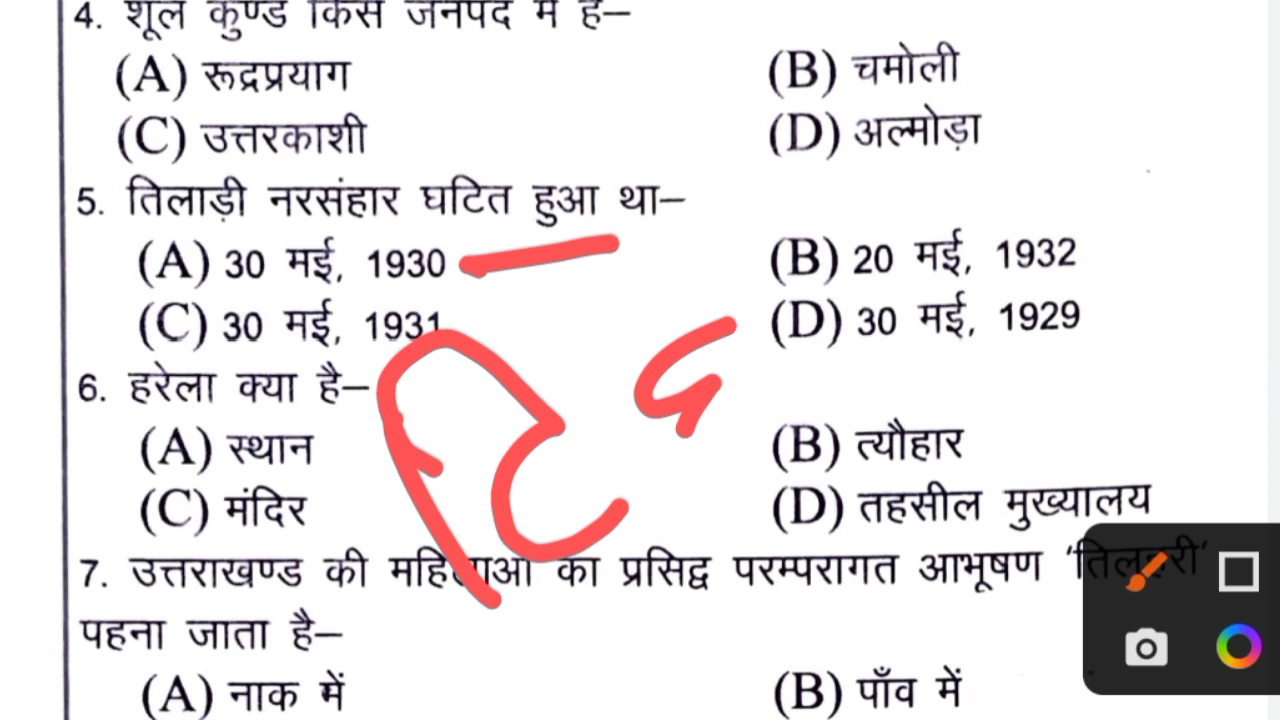 4. शूल कुण्ड किस जनपद में है–
(A) रूद्रप्रयाग (B) चमोली
(C) उत्तरकाशी (D) अल्मोड़ा
5. तिलाड़ी नरसंहार घटित हुआ था–
(A) 30 मई, 1930 (B) 20 मई, 1932
(C) 30 मई, 1931 (D) 30 मई, 1929
6. हरेला क्या है–
(A) स्थान (B) त्यौहार
(C) मंदिर (D) तहसील मुख्यालय
7. उत्तराखण्ड की महिलाओं का प्रसिद्व परम्परागत आभूषण ‘तिलहरी’
पहना जाता है–
(A) नाक में (B) पाँव में